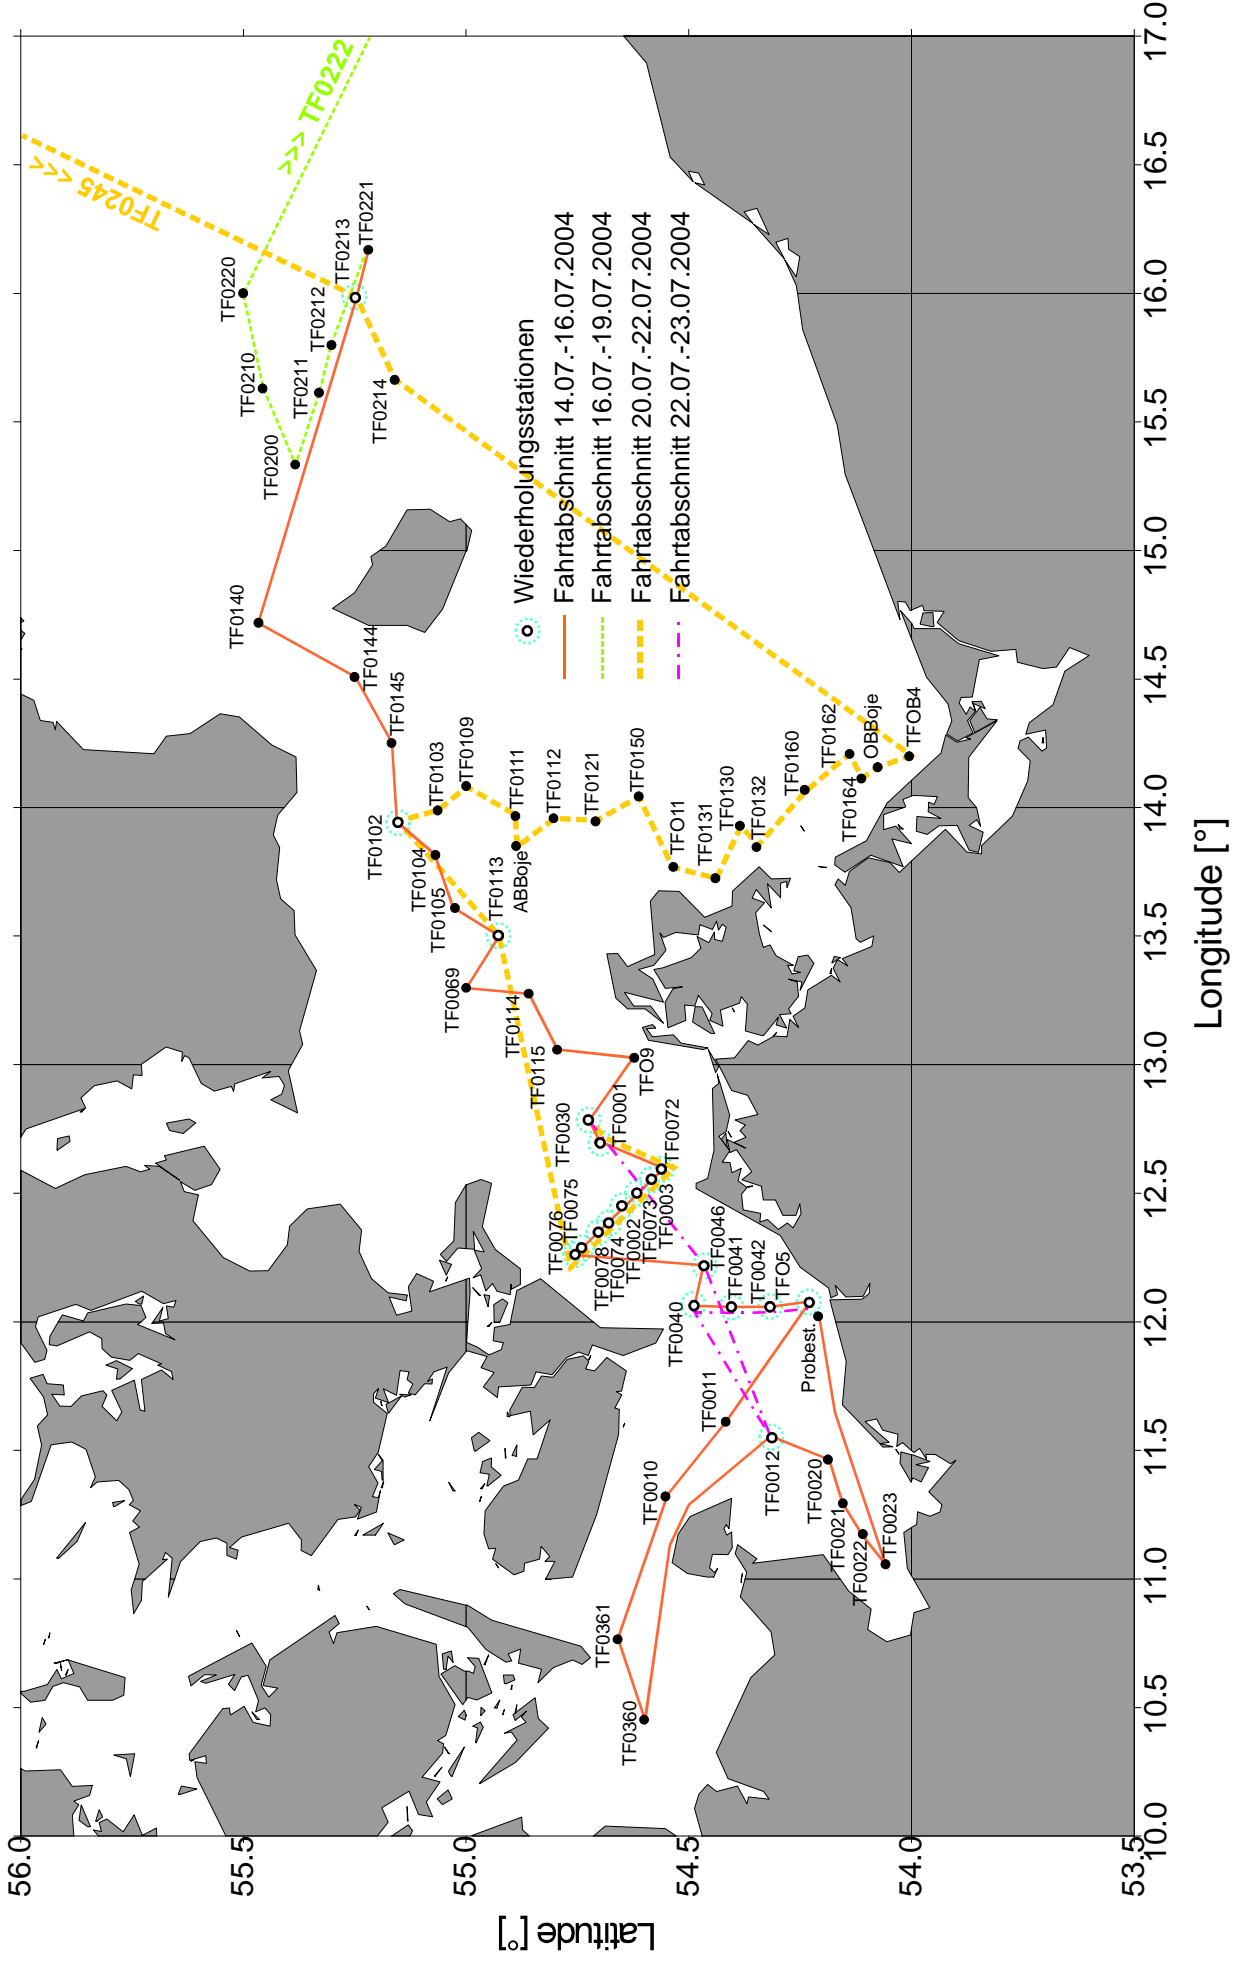 >>> TF0222
TF0245 <<<
TF0220
TF0210
TF0200
TF0211
TF0212
TF0213
TF0221
TF0214
TF0140
TF0144
TF0145
TF0102
TF0103
TF0109
TF0104
TF0105
TF0113
TF0111
ABBoje
TF0112
TF0121
TF0150
TFO11
TF0131
TF0130
TF0132
TF0160
TF0162
TF0164
OBBoje
TFOB4
TF0069
TF0114
TF0115
TFO9
TF0030
TF0001
TF0072
TF0076
TF0075
TF0078
TF0074
TF0002
TF0073
TF0003
TF0046
TF0040
TF0041
TF0042
TFO5
Probest.
TF0011
TF0010
TF0012
TF0361
TF0360
TF0020
TF0021
TF0022
TF0023
Wiederholungsstationen
Fahrtabschnitt 14.07.-16.07.2004
Fahrtabschnitt 16.07.-19.07.2004
Fahrtabschnitt 20.07.-22.07.2004
Fahrtabschnitt 22.07.-23.07.2004
56.0
55.5
55.0
54.5
54.0
53.5
Latitude [°]
10.0
10.5
11.0
11.5
12.0
12.5
13.0
13.5
14.0
14.5
15.0
15.5
16.0
16.5
17.0
Longitude [°]